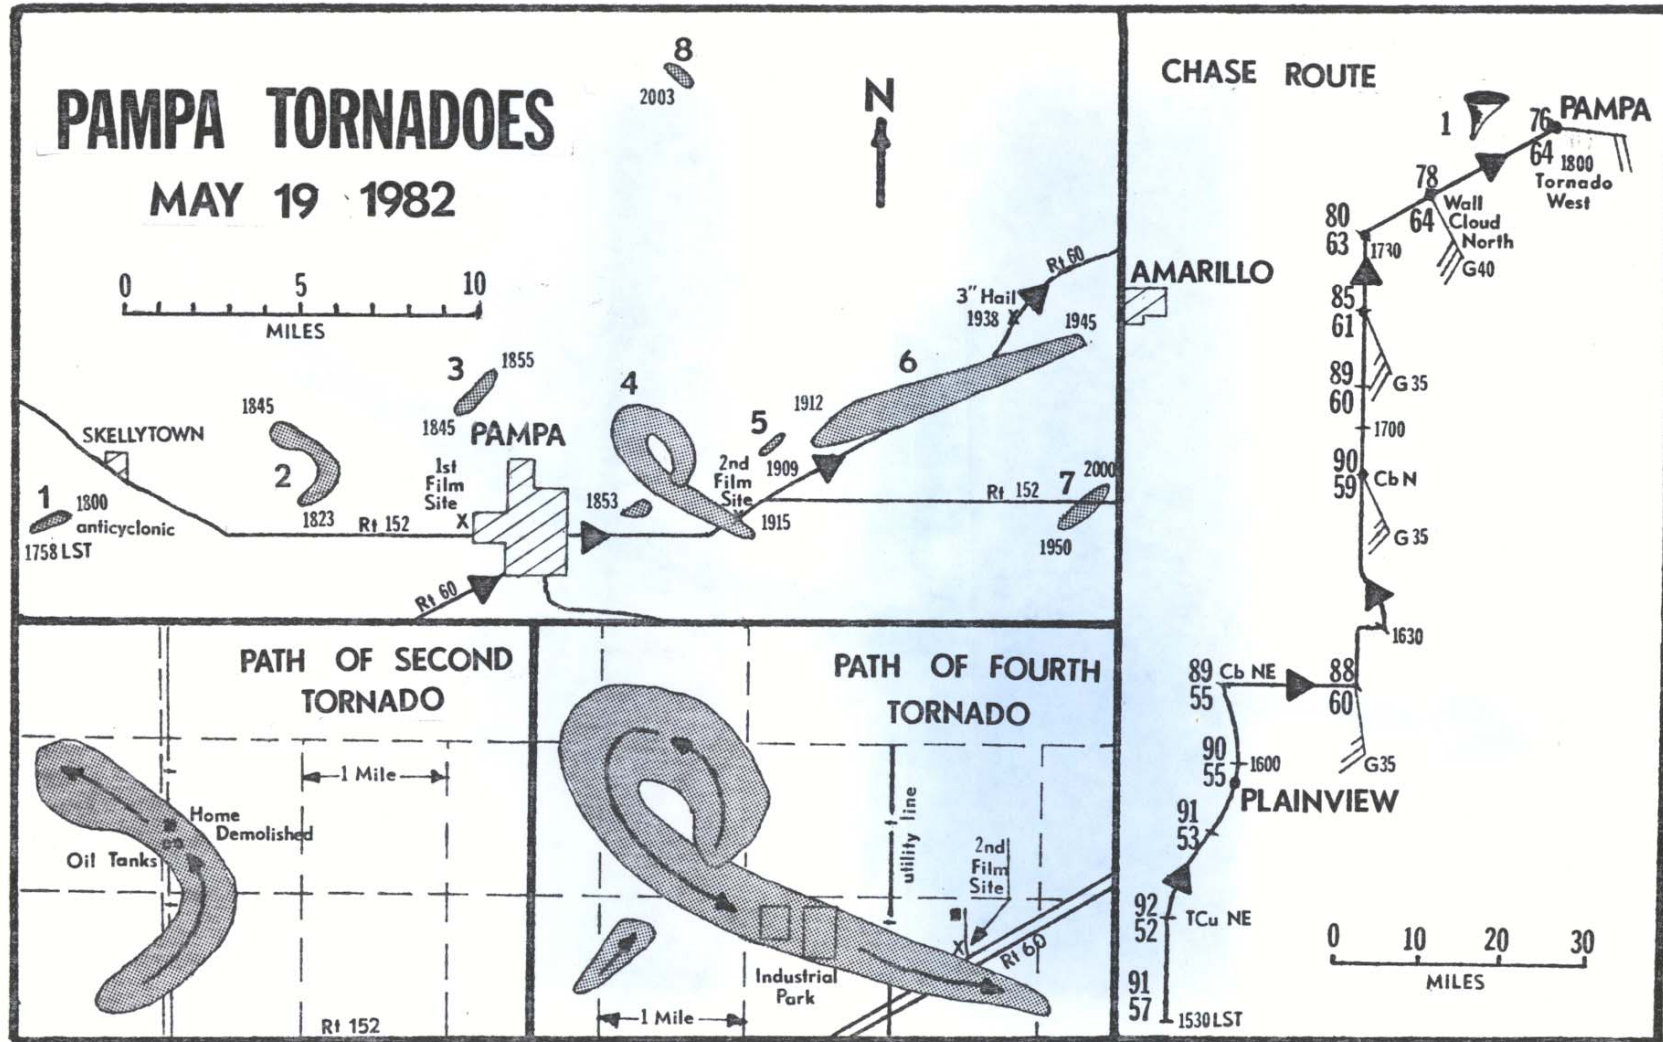 PAMPA TORNADOES
MAY 19 1982
0 5 10
MILES
8
2003
N
3
1855
1845
4
1845
2
1823
SKELLYTOWN
1
1800
anticyclonic
1758 LST
Rt 152
1st
Film
Site
X
PAMPA
Rt 60
1853
2nd
Film
Site
1915
5
1909
1912
6
1945
3" Hail
1938 X
Rt 60
Rt 152
7
2000
1950
PATH OF SECOND
TORNADO
1 Mile
Home
Demolished
Oil Tanks
Rt 152
PATH OF FOURTH
TORNADO
utility line
2nd
Film
Site
X
Rt 60
Industrial
Park
1 Mile
CHASE ROUTE
1
PAMPA
76
64
1800
Tornado
West
78
64
Wall
Cloud
North
G40
80
63
1730
AMARILLO
85
61
G35
89
60
1700
90
59
Cb N
G35
1630
89
55
Cb NE
88
60
G35
90
55
1600
PLAINVIEW
91
53
92
52
TCu NE
91
57
1530 LST
0 10 20 30
MILES